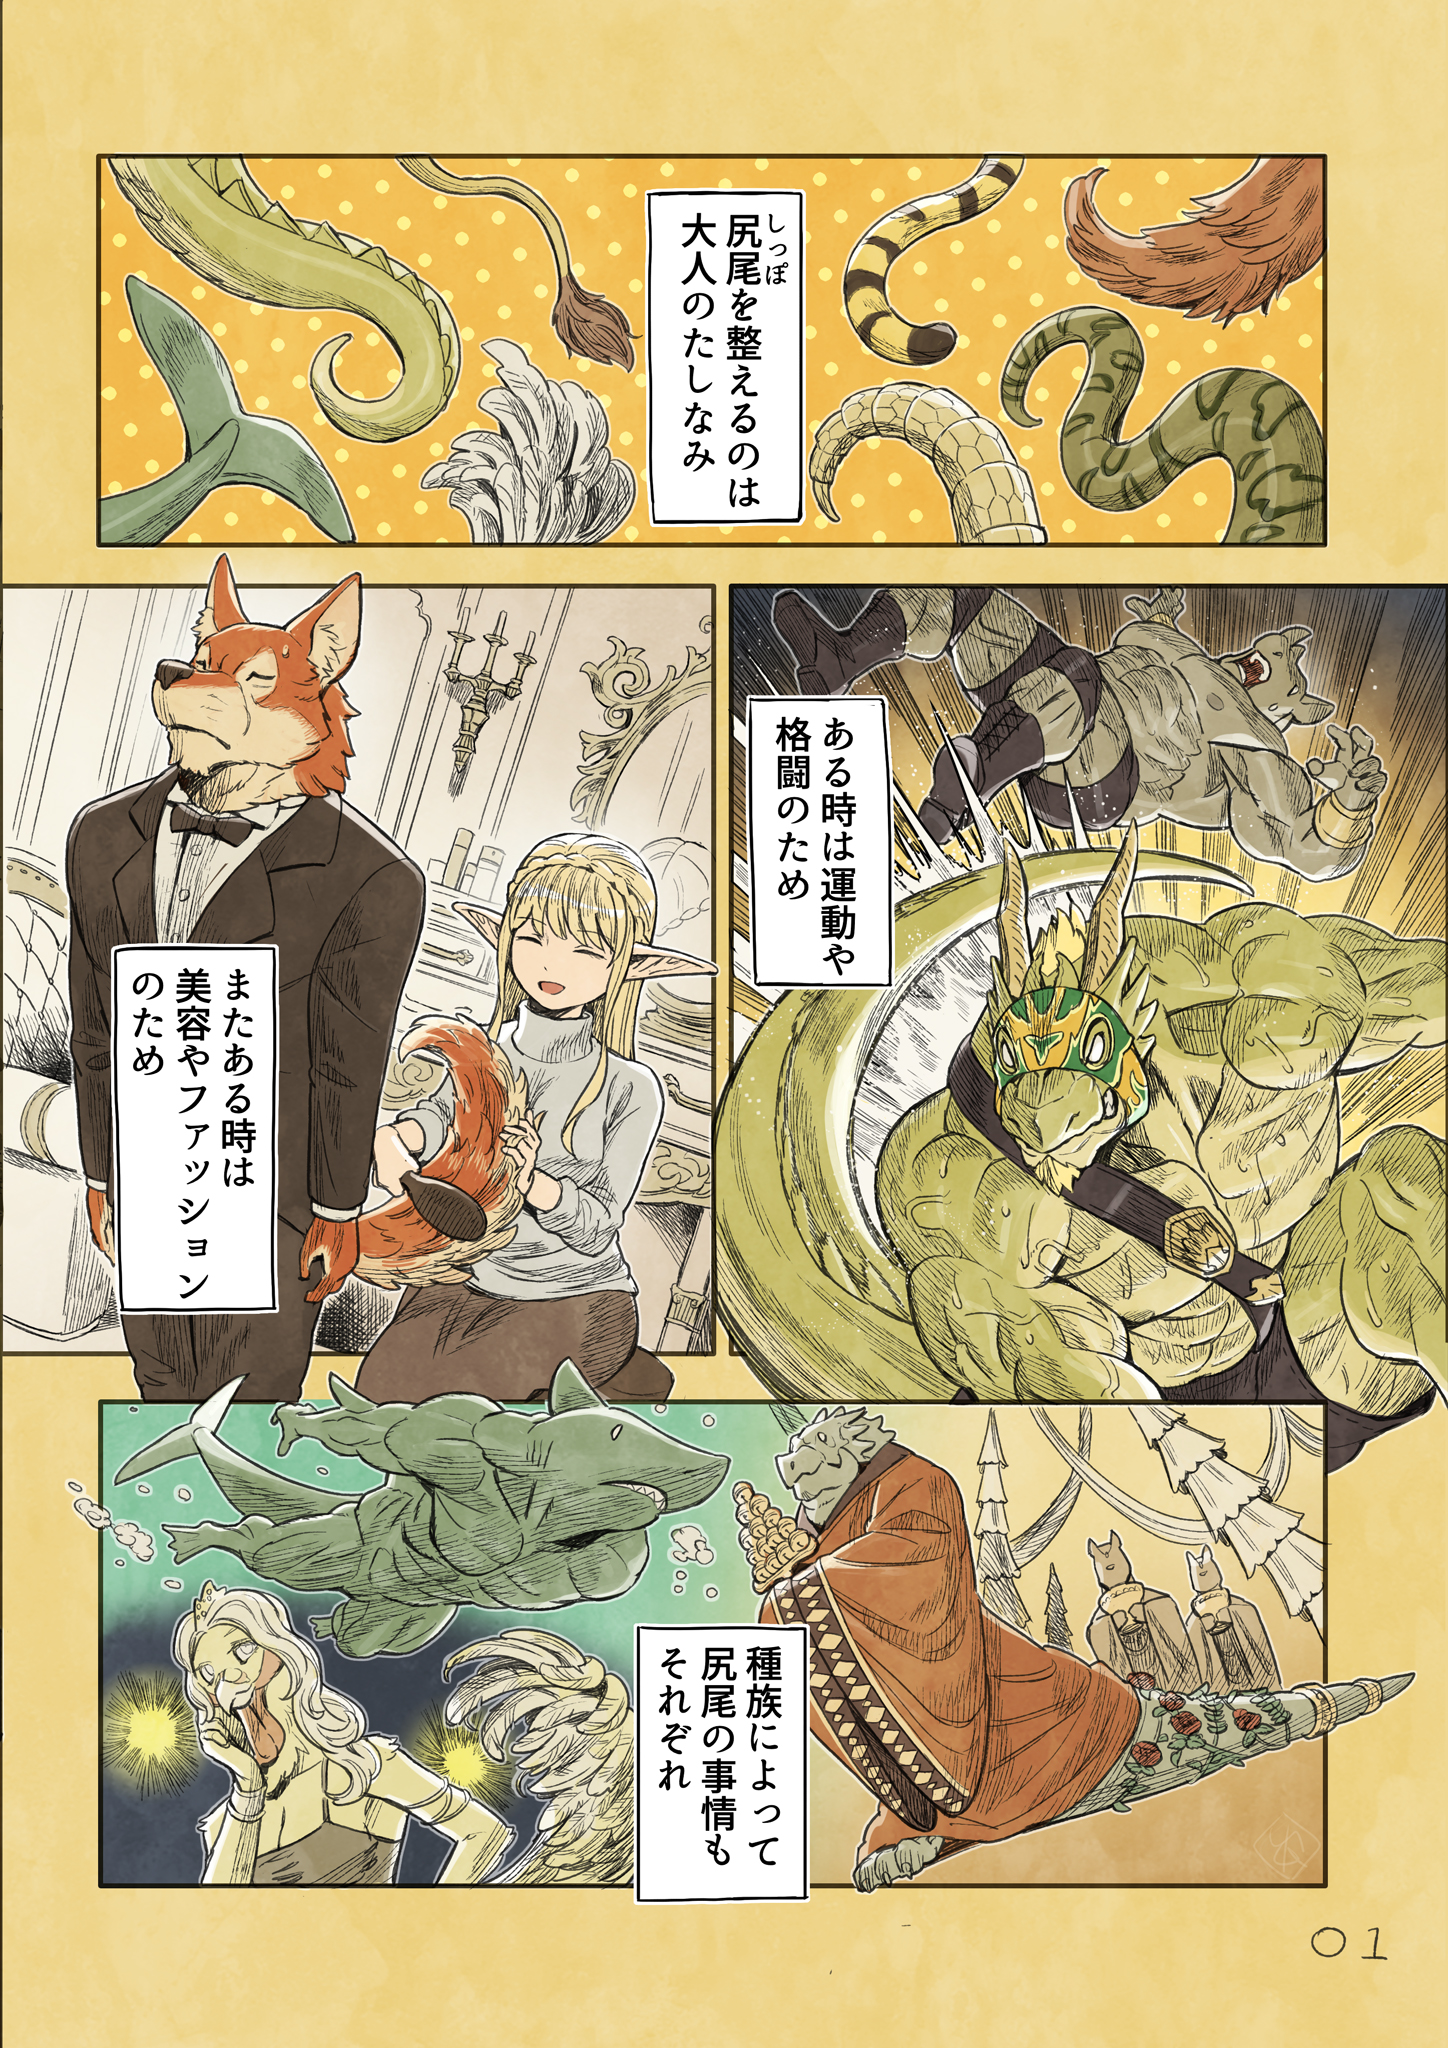 尻尾を整えるのは
しっぽ
大人のたしなみ
ある時は運動や
格闘のため
またある時は
美容やファッション
のため
種族によって
尻尾の事情も
それぞれ
01